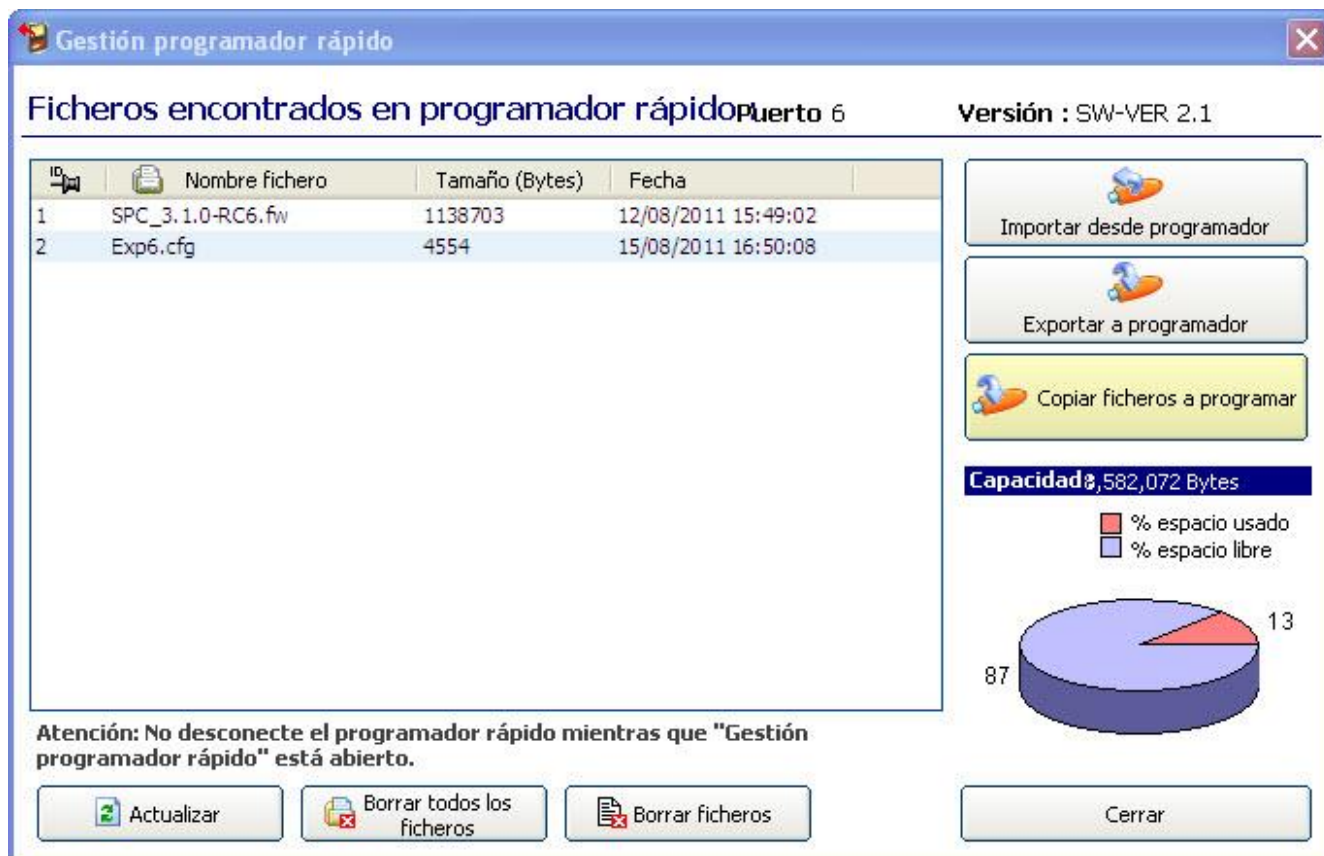 Gestión programador rápido
Ficheros encontrados en programador rápido Puerto 6 Versión : SW-VER 2.1
ID Nombre fichero Tamaño (Bytes) Fecha
1 SPC_3.1.0-RC6.fw 1138703 12/08/2011 15:49:02
2 Exp6.cfg 4554 15/08/2011 16:50:08
Importar desde programador
Exportar a programador
Copiar ficheros a programar
Capacidad 8,582,072 Bytes
% espacio usado
% espacio libre
13
87
Atención: No desconecte el programador rápido mientras que "Gestión
programador rápido" está abierto.
Actualizar
Borrar todos los
ficheros
Borrar ficheros
Cerrar